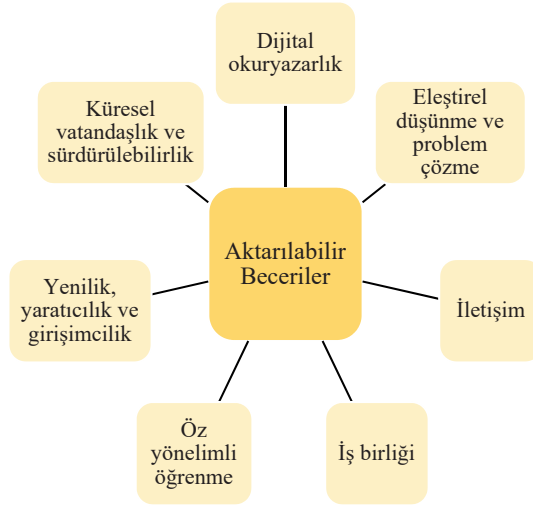 Dijital
okuryazarlık
Küresel
vatandaşlık ve
sürdürülebilirlik
Eleştirel
düşünme ve
problem
çözme
Aktarılabilir
Beceriler
Yenilik,
yaratıcılık ve
girişimcilik
İletişim
Öz
yönelimli
öğrenme
İş birliği